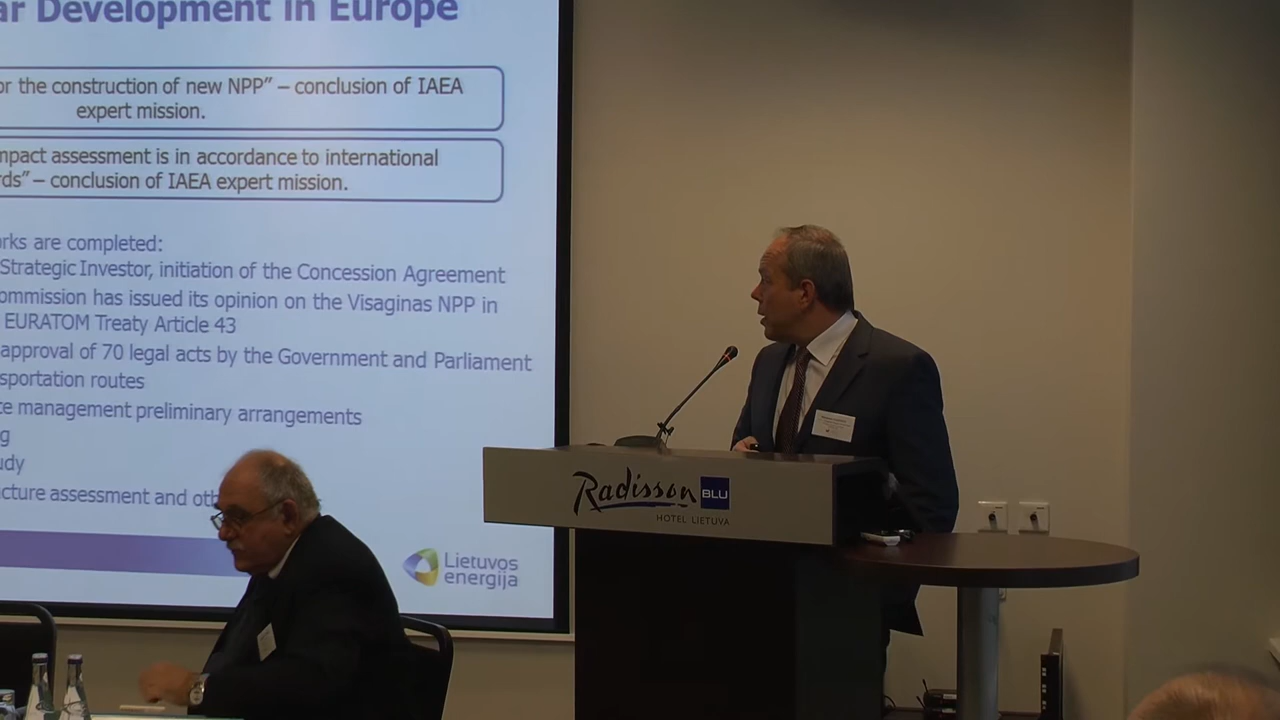 ar Development in Europe
or the construction of new NPP” – conclusion of IAEA
expert mission.
mpact assessment is in accordance to international
rds” – conclusion of IAEA expert mission.
orks are completed:
Strategic Investor, initiation of the Concession Agreement
ommission has issued its opinion on the Visaginas NPP in
EURATOM Treaty Article 43
approval of 70 legal acts by the Government and Parliament
sportation routes
te management preliminary arrangements
g
udy
ucture assessment and oth
Lietuvos
energija
Radisson BLU
HOTEL LIETUVA